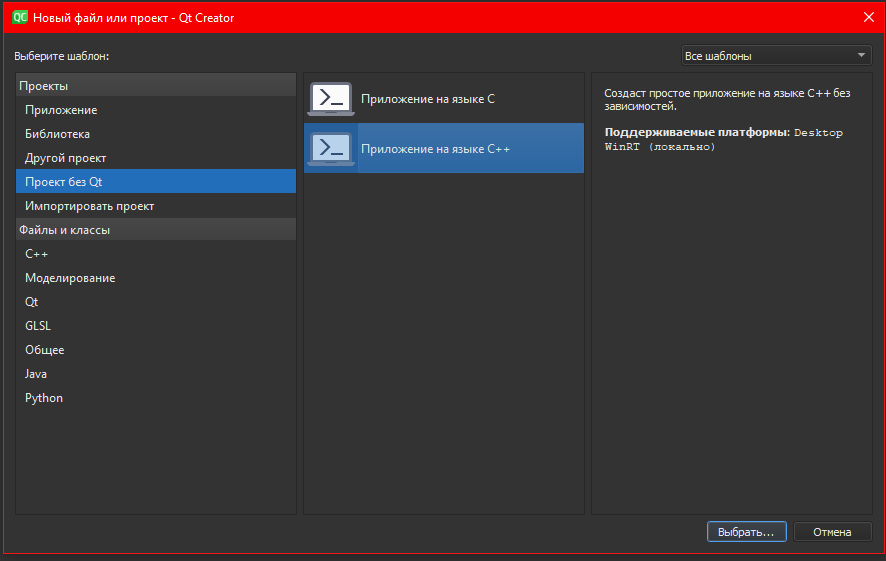 QC Новый файл или проект - Qt Creator
Выберите шаблон:
Все шаблоны
Проекты
Приложение
Библиотека
Другой проект
Проект без Qt
Импортировать проект
Файлы и классы
C++
Моделирование
Qt
GLSL
Общее
Java
Python
Приложение на языке C
Приложение на языке C++
Создаст простое приложение на языке C++ без
зависимостей.
Поддерживаемые платформы: Desktop
WinRT (локально)
Выбрать...
Отмена